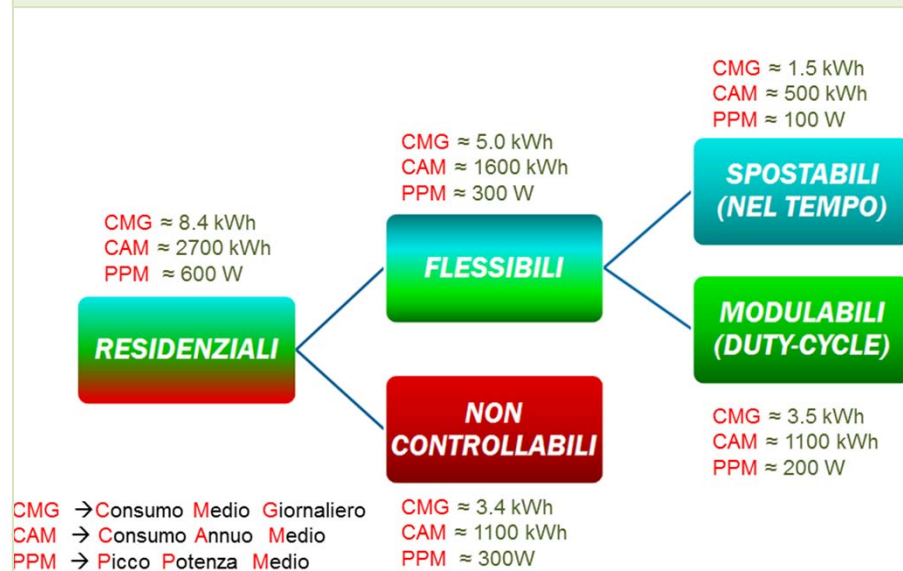 CMG ≈ 1.5 kWh
CAM ≈ 500 kWh
PPM ≈ 100 W
SPOSTABILI
(NEL TEMPO)
CMG ≈ 5.0 kWh
CAM ≈ 1600 kWh
PPM ≈ 300 W
FLESSIBILI
CMG ≈ 8.4 kWh
CAM ≈ 2700 kWh
PPM ≈ 600 W
RESIDENZIALI
MODULABILI
(DUTY-CYCLE)
CMG ≈ 3.5 kWh
CAM ≈ 1100 kWh
PPM ≈ 200 W
NON
CONTROLLABILI
CMG ≈ 3.4 kWh
CAM ≈ 1100 kWh
PPM ≈ 300W
CMG → Consumo Medio Giornaliero
CAM → Consumo Annuo Medio
PPM → Picco Potenza Medio